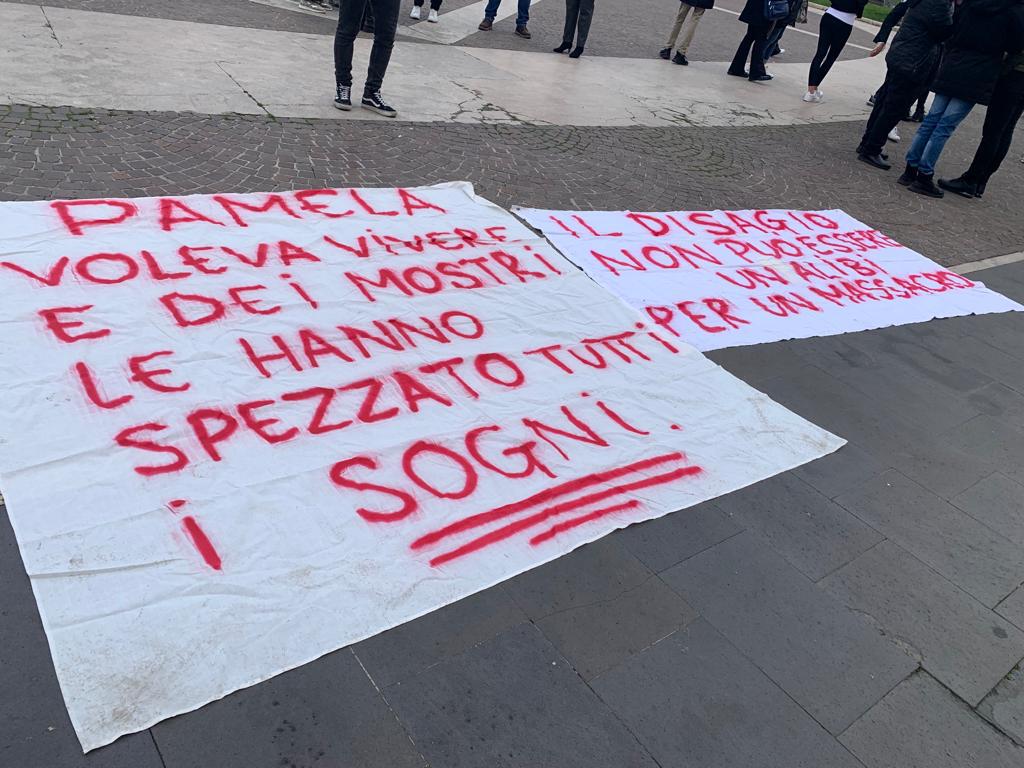 PAMELA
VOLEVA VIVERE,
E DEI MOSTRI
LE HANNO
SPEZZATO TUTTI
I SOGNI.
IL DISAGIO
NON PUO ESSERE
UN ALIBI
PER UN MASSACRO